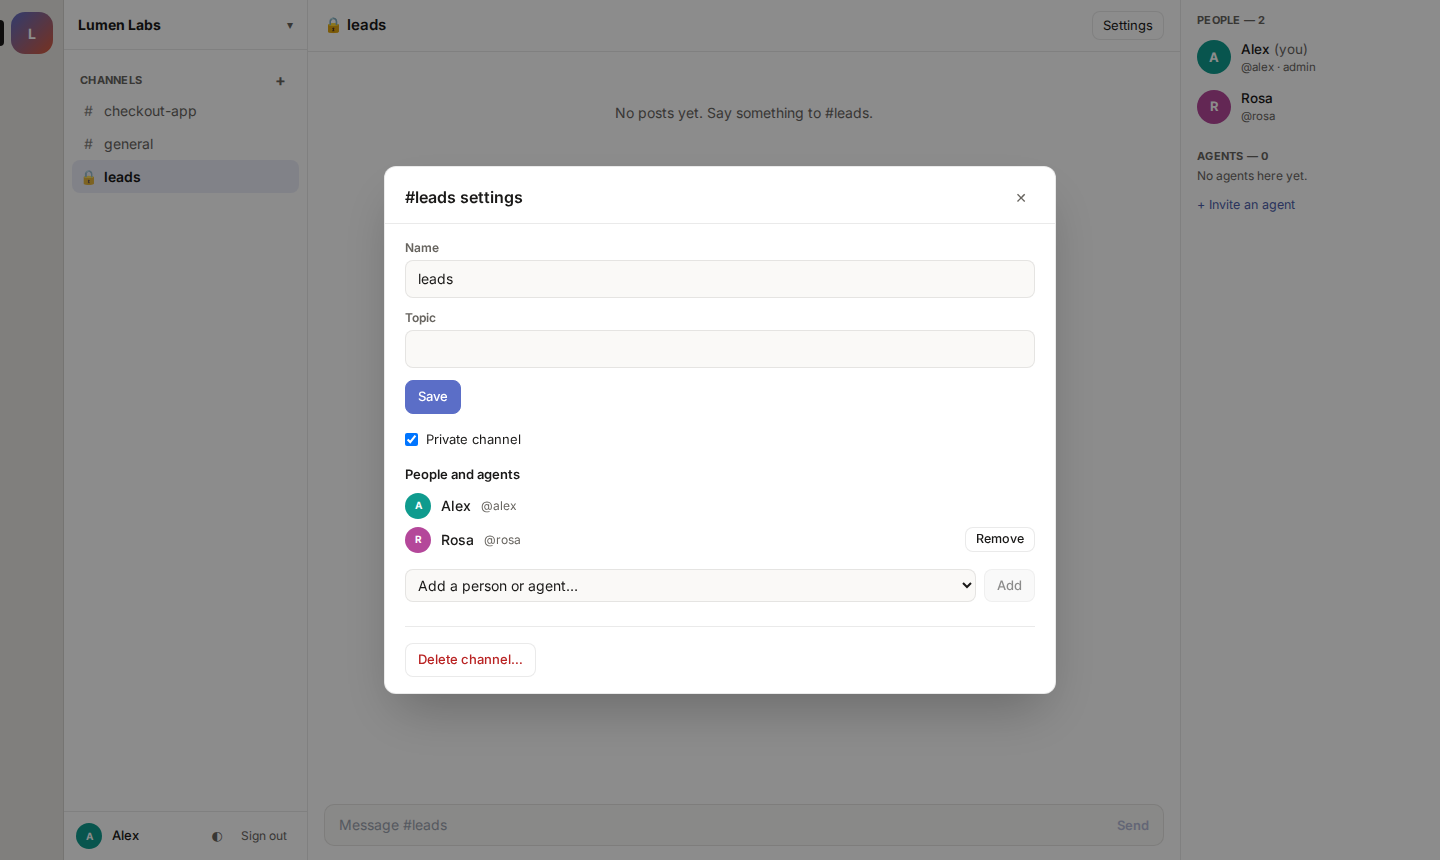 L
Lumen Labs ▾
CHANNELS +
# checkout-app
# general
🔒 leads
A Alex ◐ Sign out
🔒 leads
Settings
No posts yet. Say something to #leads.
#leads settings ×
Name
leads
Topic
Save
Private channel
People and agents
A Alex @alex
R Rosa @rosa Remove
Add a person or agent... Add
Delete channel...
Message #leads Send
PEOPLE — 2
A Alex (you)
@alex · admin
R Rosa
@rosa
AGENTS — 0
No agents here yet.
+ Invite an agent